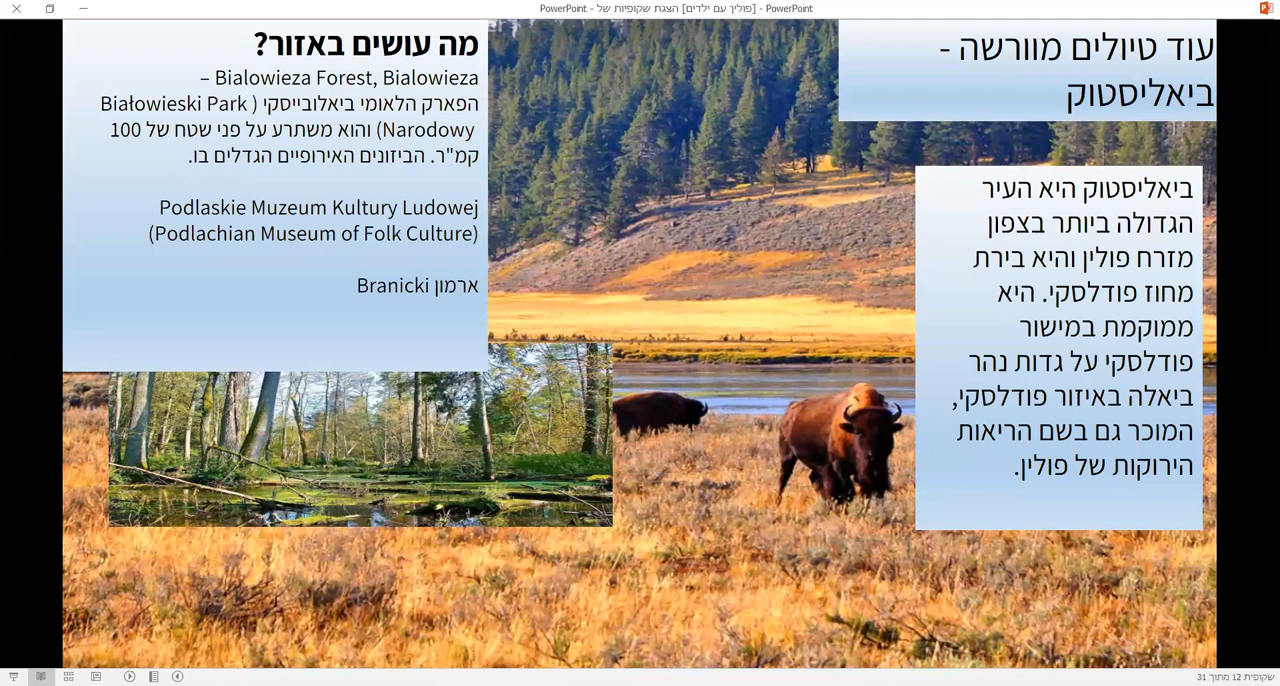 PowerPoint - [פולין עם ילדים] הצגת שקופיות של - PowerPoint
עוד טיולים מוורשה -
ביאליסטוק
ביאליסטוק היא העיר
הגדולה ביותר בצפון
מזרח פולין והיא בירת
מחוז פודלסקי. היא
ממוקמת במישור
פודלסקי על גדות נהר
ביאלה באיזור פודלסקי,
המוכר גם בשם הריאות
הירוקות של פולין.
מה עושים באזור?
Bialowieza Forest, Bialowieza –
הפארק הלאומי ביאלובייסקי ( Białowieski Park
Narodowy) והוא משתרע על פני שטח של 100
קמ"ר. הביזונים האירופיים הגדלים בו.
Podlaskie Muzeum Kultury Ludowej
(Podlachian Museum of Folk Culture)
ארמון Branicki
שקופית 12 מתוך 31